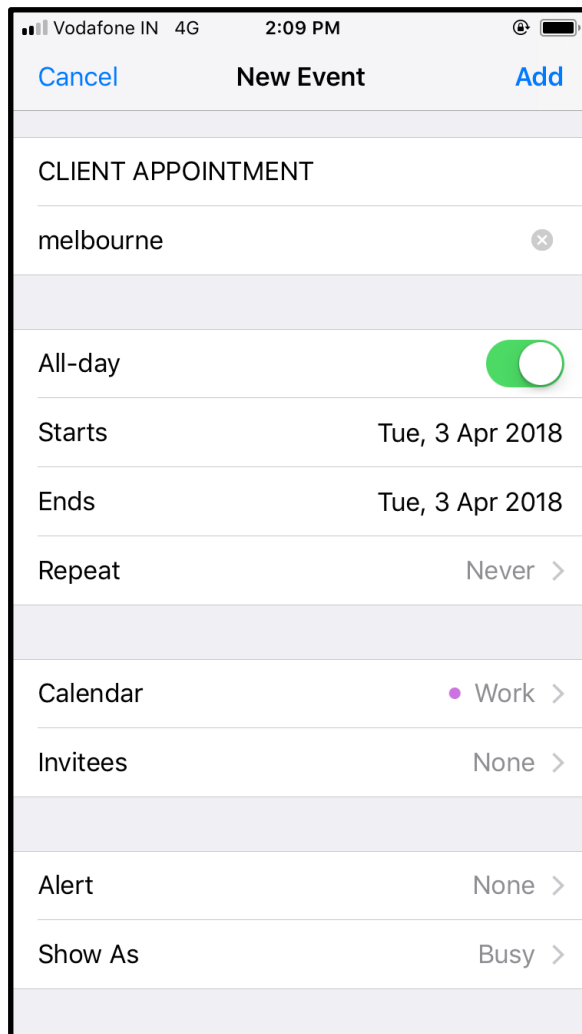 Vodafone IN 4G 2:09 PM
Cancel New Event Add
CLIENT APPOINTMENT
melbourne
All-day
Starts Tue, 3 Apr 2018
Ends Tue, 3 Apr 2018
Repeat Never
Calendar Work
Invitees None
Alert None
Show As Busy